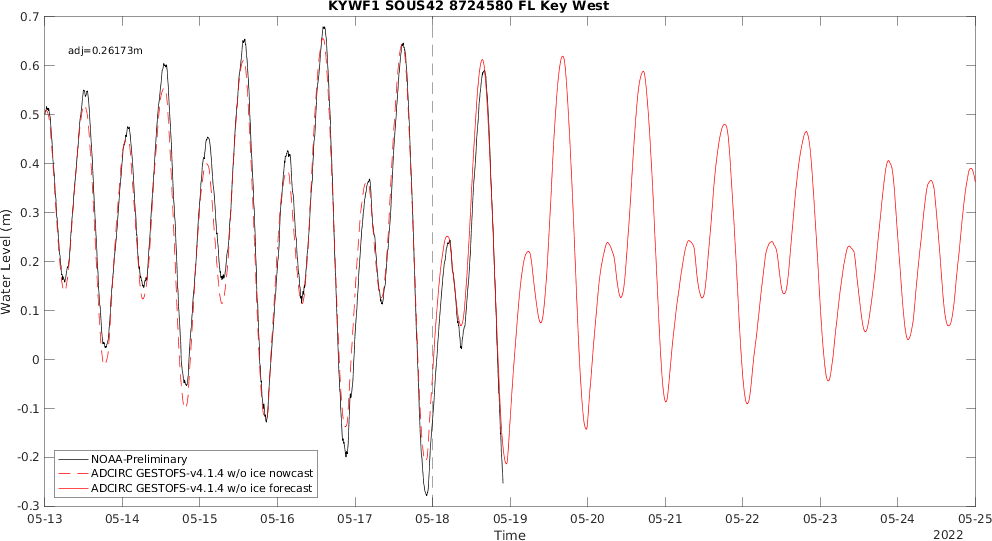 KYWF1 SOUS42 8724580 FL Key West
adj=0.26173m
Water Level (m)
0.7
0.6
0.5
0.4
0.3
0.2
0.1
0
-0.1
-0.2
-0.3
NOAA-Preliminary
ADCIRC GESTOFS-v4.1.4 w/o ice nowcast
ADCIRC GESTOFS-v4.1.4 w/o ice forecast
05-13 05-14 05-15 05-16 05-17 05-18 05-19 05-20 05-21 05-22 05-23 05-24 05-25
Time
2022